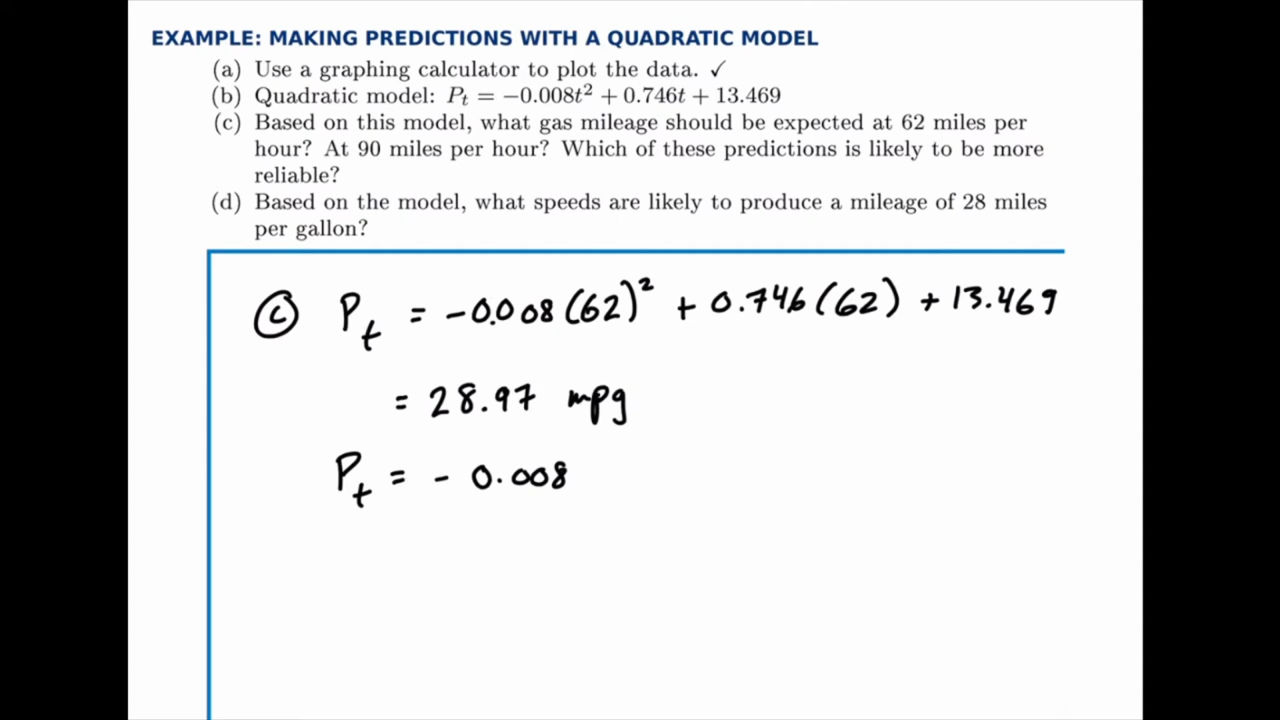 EXAMPLE: MAKING PREDICTIONS WITH A QUADRATIC MODEL
(a) Use a graphing calculator to plot the data. ✓
(b) Quadratic model: Pₜ = −0.008t² + 0.746t + 13.469
(c) Based on this model, what gas mileage should be expected at 62 miles per
hour? At 90 miles per hour? Which of these predictions is likely to be more
reliable?
(d) Based on the model, what speeds are likely to produce a mileage of 28 miles
per gallon?
(c) Pₜ = −0.008(62)² + 0.746(62) + 13.469
= 28.97 mpg
Pₜ = − 0.008